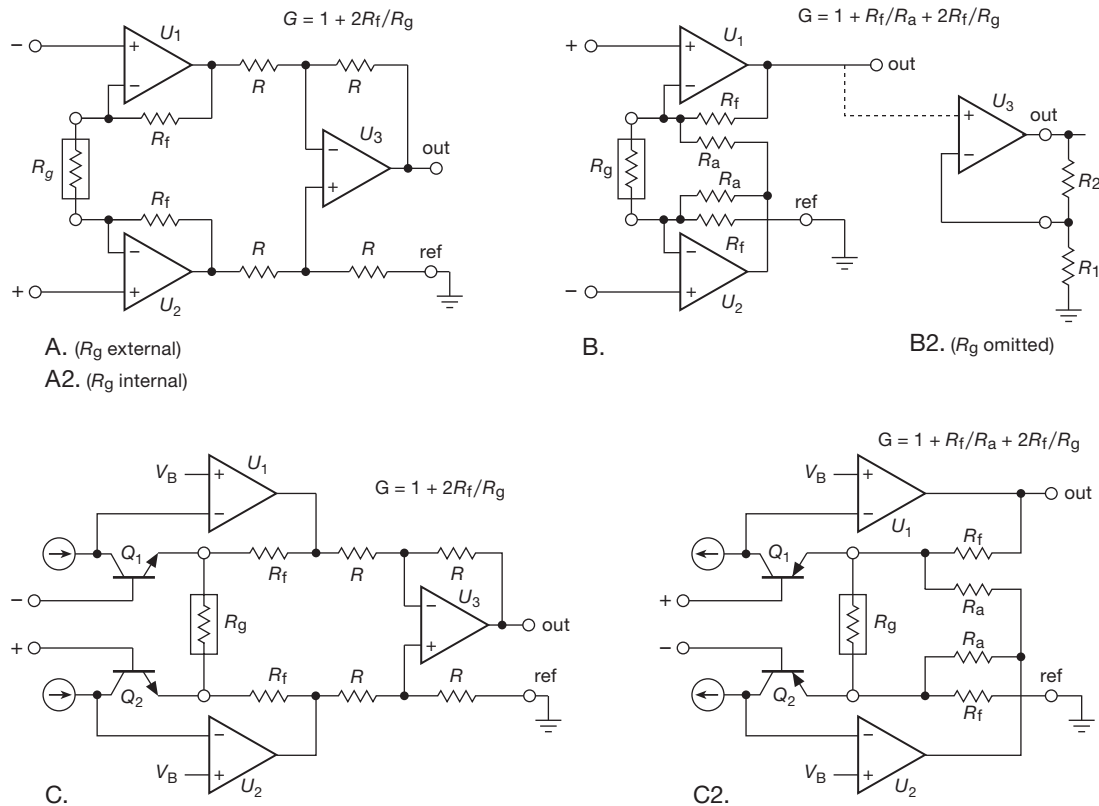 G = 1 + 2Rf/Rg
−
U1
R
R
Rf
Rg
U3
out
Rf
R
R
ref
U2
+
A. (Rg external)
A2. (Rg internal)
G = 1 + Rf/Ra + 2Rf/Rg
+
U1
out
Rf
Ra
Rg
Ra
Rf
ref
U2
−
B.
U3
out
R2
R1
B2. (Rg omitted)
G = 1 + 2Rf/Rg
VB
U1
Q1
Rf
R
R
−
Rg
U3
out
+
Q2
Rf
R
R
ref
VB
U2
C.
G = 1 + Rf/Ra + 2Rf/Rg
VB
U1
out
Q1
Rf
+
Ra
Rg
Ra
−
Q2
Rf
ref
VB
U2
C2.